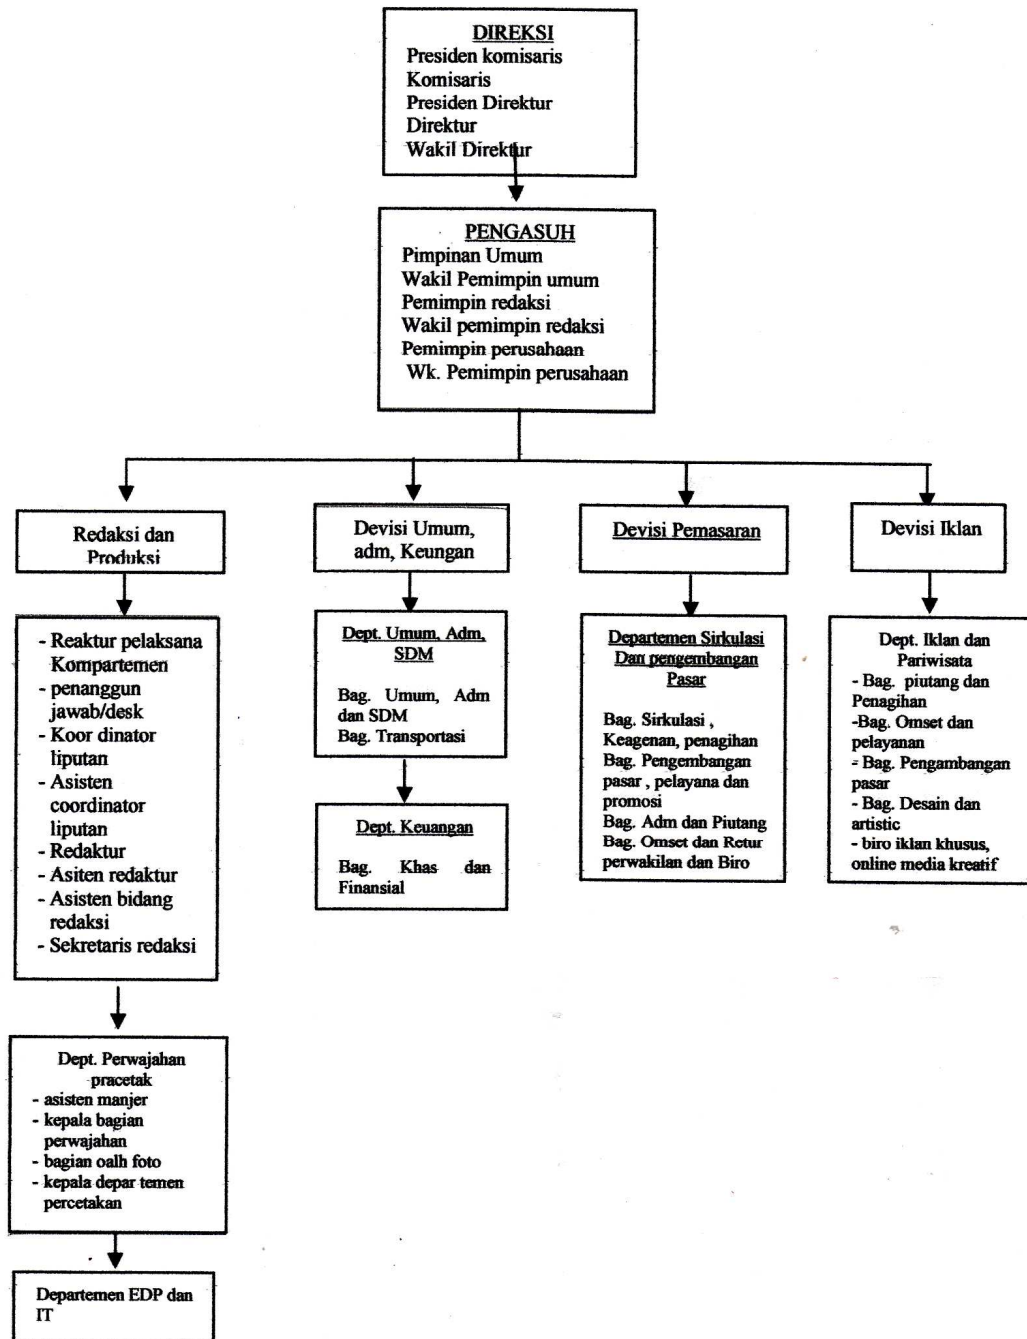 DIREKSI
Presiden komisaris
Komisaris
Presiden Direktur
Direktur
Wakil Direktur
PENGASUH
Pimpinan Umum
Wakil Pemimpin umum
Pemimpin redaksi
Wakil pemimpin redaksi
Pemimpin perusahaan
Wk. Pemimpin perusahaan
Redaksi dan
Produksi
Devisi Umum,
adm, Keungan
Devisi Pemasaran
Devisi Iklan
- Reaktur pelaksana
Kompartemen
- penanggun
jawab/desk
- Koor dinator
liputan
- Asisten
coordinator
liputan
- Redaktur
- Asiten redaktur
- Asisten bidang
redaksi
- Sekretaris redaksi
Dept. Umum, Adm,
SDM
Bag. Umum, Adm
dan SDM
Bag. Transportasi
Dept. Keuangan
Bag. Khas dan
Finansial
Departemen Sirkulasi
Dan pengembangan
Pasar
Bag. Sirkulasi ,
Keagenan, penagihan
Bag. Pengembangan
pasar , pelayana dan
promosi
Bag. Adm dan Piutang
Bag. Omset dan Retur
perwakilan dan Biro
Dept. Iklan dan
Pariwisata
- Bag. piutang dan
Penagihan
-Bag. Omset dan
pelayanan
- Bag. Pengambangan
pasar
- Bag. Desain dan
artistic
- biro iklan khusus,
online media kreatif
Dept. Perwajahan
pracetak
- asisten manjer
- kepala bagian
perwajahan
- bagian oalh foto
- kepala depar temen
percetakan
Departemen EDP dan
IT